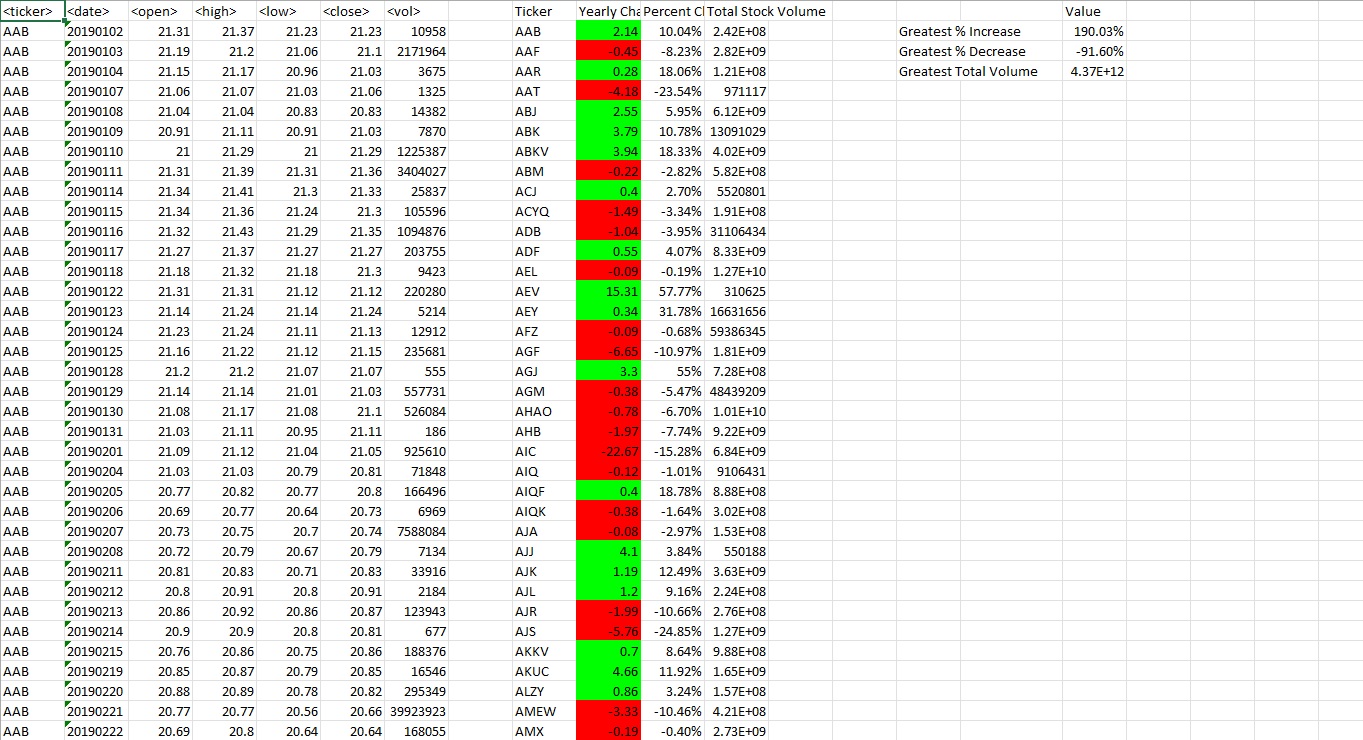 <ticker> <date> <open> <high> <low> <close> <vol> Ticker Yearly Cha Percent Cl Total Stock Volume Value
AAB 20190102 21.31 21.37 21.23 21.23 10958 AAB 2.14 10.04% 2.42E+08 Greatest % Increase 190.03%
AAB 20190103 21.19 21.2 21.06 21.1 2171964 AAF -0.45 -8.23% 2.82E+09 Greatest % Decrease -91.60%
AAB 20190104 21.15 21.17 20.96 21.03 3675 AAR 0.28 18.06% 1.21E+08 Greatest Total Volume 4.37E+12
AAB 20190107 21.06 21.07 21.03 21.06 1325 AAT -4.18 -23.54% 971117
AAB 20190108 21.04 21.04 20.83 20.83 14382 ABJ 2.55 5.95% 6.12E+09
AAB 20190109 20.91 21.11 20.91 21.03 7870 ABK 3.79 10.78% 13091029
AAB 20190110 21 21.29 21 21.29 1225387 ABKV 3.94 18.33% 4.02E+09
AAB 20190111 21.31 21.39 21.31 21.36 3404027 ABM -0.22 -2.82% 5.82E+08
AAB 20190114 21.34 21.41 21.3 21.33 25837 ACJ 0.4 2.70% 5520801
AAB 20190115 21.34 21.36 21.24 21.3 105596 ACYQ -1.49 -3.34% 1.91E+08
AAB 20190116 21.32 21.43 21.29 21.35 1094876 ADB -1.04 -3.95% 31106434
AAB 20190117 21.27 21.37 21.27 21.27 203755 ADF 0.55 4.07% 8.33E+09
AAB 20190118 21.18 21.32 21.18 21.3 9423 AEL -0.09 -0.19% 1.27E+10
AAB 20190122 21.31 21.31 21.12 21.12 220280 AEV 15.31 57.77% 310625
AAB 20190123 21.14 21.24 21.14 21.24 5214 AEY 0.34 31.78% 16631656
AAB 20190124 21.23 21.24 21.11 21.13 12912 AFZ -0.09 -0.68% 59386345
AAB 20190125 21.16 21.22 21.12 21.15 235681 AGF -6.65 -10.97% 1.81E+09
AAB 20190128 21.2 21.2 21.07 21.07 555 AGJ 3.3 55% 7.28E+08
AAB 20190129 21.14 21.14 21.01 21.03 557731 AGM -0.38 -5.47% 48439209
AAB 20190130 21.08 21.17 21.08 21.1 526084 AHAO -0.78 -6.70% 1.01E+10
AAB 20190131 21.03 21.11 20.95 21.11 186 AHB -1.97 -7.74% 9.22E+09
AAB 20190201 21.09 21.12 21.04 21.05 925610 AIC -22.67 -15.28% 6.84E+09
AAB 20190204 21.03 21.03 20.79 20.81 71848 AIQ -0.12 -1.01% 9106431
AAB 20190205 20.77 20.82 20.77 20.8 166496 AIQF 0.4 18.78% 8.88E+08
AAB 20190206 20.69 20.77 20.64 20.73 6969 AIQK -0.38 -1.64% 3.02E+08
AAB 20190207 20.73 20.75 20.7 20.74 7588084 AJA -0.08 -2.97% 1.53E+08
AAB 20190208 20.72 20.79 20.67 20.79 7134 AJJ 4.1 3.84% 550188
AAB 20190211 20.81 20.83 20.71 20.83 33916 AJK 1.19 12.49% 3.63E+09
AAB 20190212 20.8 20.91 20.8 20.91 2184 AJL 1.2 9.16% 2.24E+08
AAB 20190213 20.86 20.92 20.86 20.87 123943 AJR -1.99 -10.66% 2.76E+08
AAB 20190214 20.9 20.9 20.8 20.81 677 AJS -5.76 -24.85% 1.27E+09
AAB 20190215 20.76 20.86 20.75 20.86 188376 AKKV 0.7 8.64% 9.88E+08
AAB 20190219 20.85 20.87 20.79 20.85 16546 AKUC 4.66 11.92% 1.65E+09
AAB 20190220 20.88 20.89 20.78 20.82 295349 ALZY 0.86 3.24% 1.57E+08
AAB 20190221 20.77 20.77 20.56 20.66 39923923 AMEW -3.33 -10.46% 4.21E+08
AAB 20190222 20.69 20.8 20.64 20.64 168055 AMX -0.19 -0.40% 2.73E+09